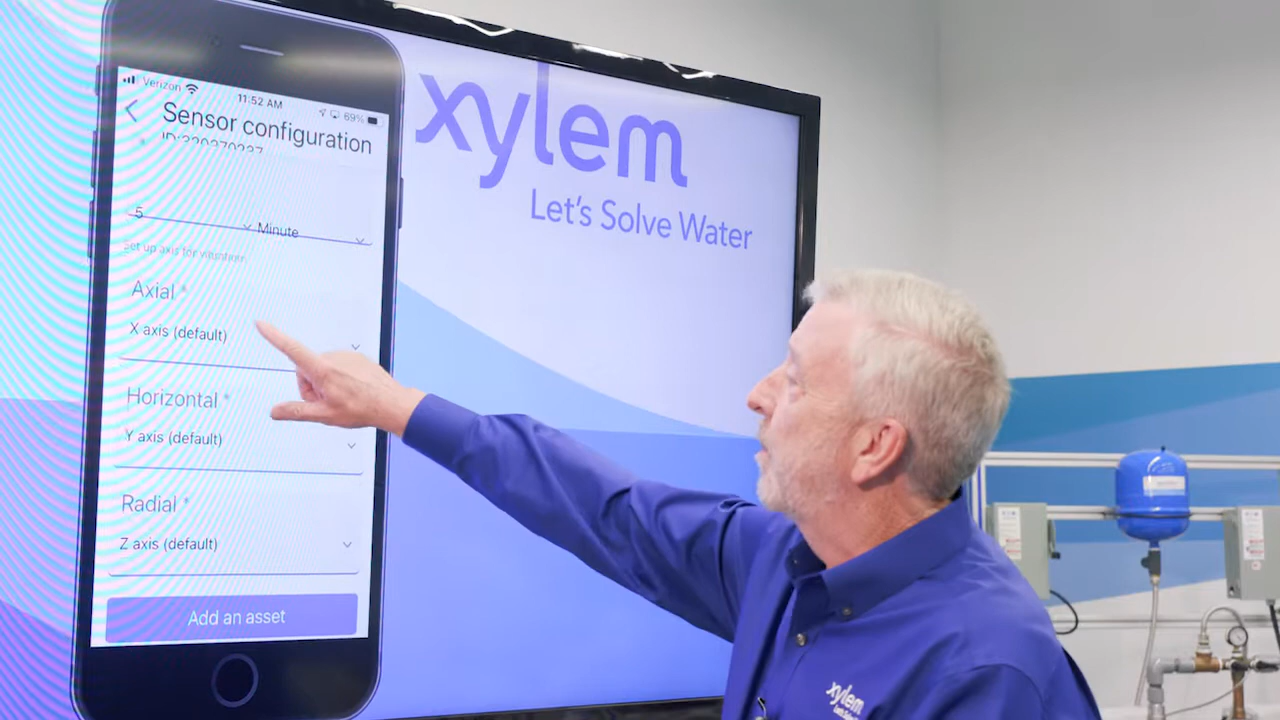 Verizon
11:52 AM
69%
Sensor configuration
5
Minute
Axial *
X axis (default)
Horizontal *
Y axis (default)
Radial *
Z axis (default)
Add an asset
xylem
Let's Solve Water
xylem